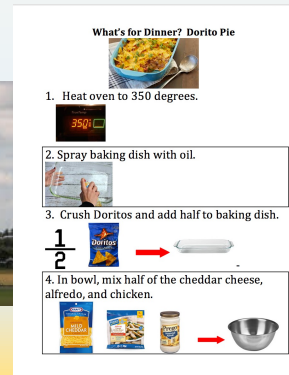 What's for Dinner?  Dorito Pie
1. Heat oven to 350 degrees.
350
2. Spray baking dish with oil.
3. Crush Doritos and add half to baking dish.
1
2
Doritos
4. In bowl, mix half of the cheddar cheese,
alfredo, and chicken.
MILD
CHEDDAR